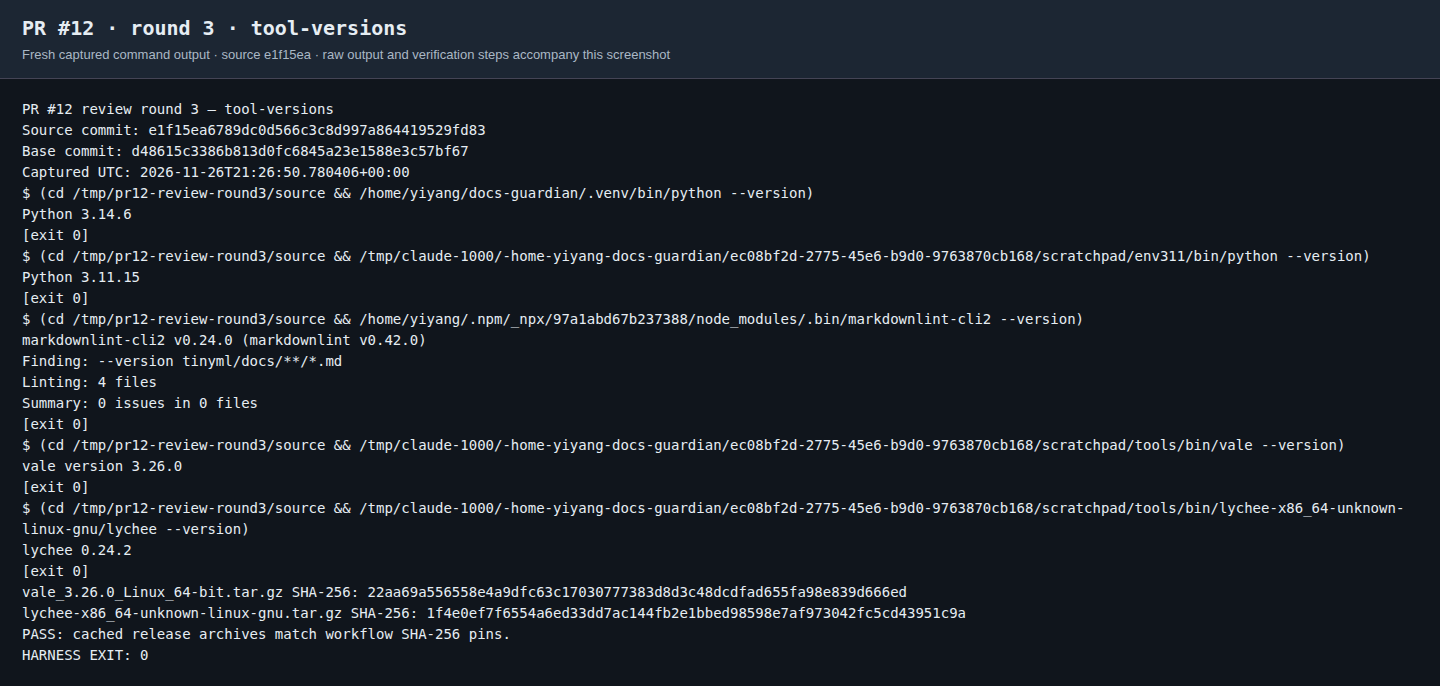 PR #12 · round 3 · tool-versions
Fresh captured command output · source e1f15ea · raw output and verification steps accompany this screenshot
PR #12 review round 3 — tool-versions
Source commit: e1f15ea6789dc0d566c3c8d997a864419529fd83
Base commit: d48615c3386b813d0fc6845a23e1588e3c57bf67
Captured UTC: 2026-11-26T21:26:50.780406+00:00
$ (cd /tmp/pr12-review-round3/source && /home/yiyang/docs-guardian/.venv/bin/python --version)
Python 3.14.6
[exit 0]
$ (cd /tmp/pr12-review-round3/source && /tmp/claude-1000/-home-yiyang-docs-guardian/ec08bf2d-2775-45e6-b9d0-9763870cb168/scratchpad/env311/bin/python --version)
Python 3.11.15
[exit 0]
$ (cd /tmp/pr12-review-round3/source && /home/yiyang/.npm/_npx/97a1abd67b237388/node_modules/.bin/markdownlint-cli2 --version)
markdownlint-cli2 v0.24.0 (markdownlint v0.42.0)
Finding: --version tinyml/docs/**/*.md
Linting: 4 files
Summary: 0 issues in 0 files
[exit 0]
$ (cd /tmp/pr12-review-round3/source && /tmp/claude-1000/-home-yiyang-docs-guardian/ec08bf2d-2775-45e6-b9d0-9763870cb168/scratchpad/tools/bin/vale --version)
vale version 3.26.0
[exit 0]
$ (cd /tmp/pr12-review-round3/source && /tmp/claude-1000/-home-yiyang-docs-guardian/ec08bf2d-2775-45e6-b9d0-9763870cb168/scratchpad/tools/bin/lychee-x86_64-unknown-
linux-gnu/lychee --version)
lychee 0.24.2
[exit 0]
vale_3.26.0_Linux_64-bit.tar.gz SHA-256: 22aa69a556558e4a9dfc63c17030777383d8d3c48dcdfad655fa98e839d666ed
lychee-x86_64-unknown-linux-gnu.tar.gz SHA-256: 1f4e0ef7f6554a6ed33dd7ac144fb2e1bbed98598e7af973042fc5cd43951c9a
PASS: cached release archives match workflow SHA-256 pins.
HARNESS EXIT: 0